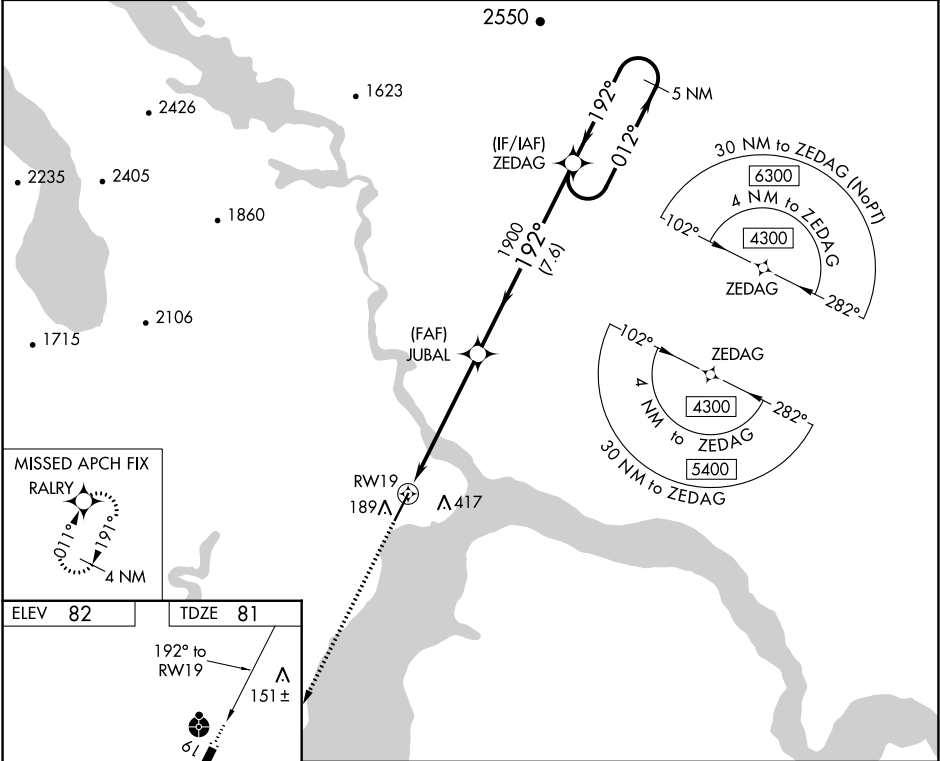 2550
1623
2426
2235
2405
1860
2106
1715
5 NM
192°
012°
(IF/IAF)
ZEDAG
1900
192°
(7.6)
(FAF)
JUBAL
RW19
189
417
30 NM to ZEDAG (NoPT)
6300
4 NM to ZEDAG
4300
102°
282°
ZEDAG
102°
ZEDAG
282°
4300
4 NM to ZEDAG
5400
30 NM to ZEDAG
MISSED APCH FIX
RALRY
011°
191°
4 NM
ELEV 82
TDZE 81
192° to
RW19
151±
19